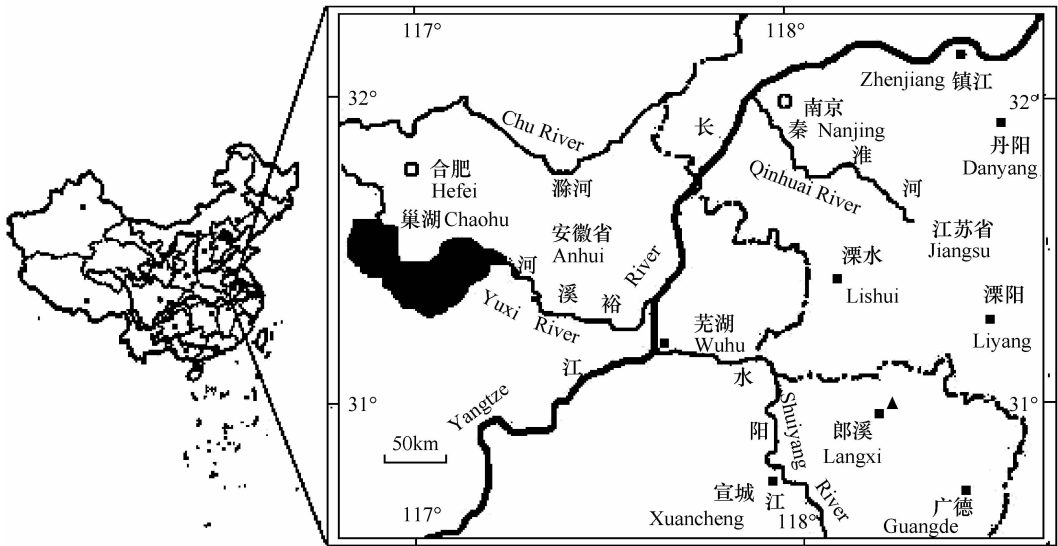 117°
118°
Zhenjiang 镇江
32°
32°
Chu River
长
南京
秦 Nanjing
淮
丹阳
Danyang
合肥
Hefei
滁河
Qinhuai River
河
巢湖 Chaohu
安徽省
Anhui
江苏省
Jiangsu
河
溧水
Lishui
River
溪
裕
溧阳
Liyang
Yuxi River
芜湖
Wuhu
江
水
31°
31°
Yangtze
Shuiyang River
阳
郎溪
Langxi
50km
宣城
Xuancheng
江
广德
Guangde
117°
118°